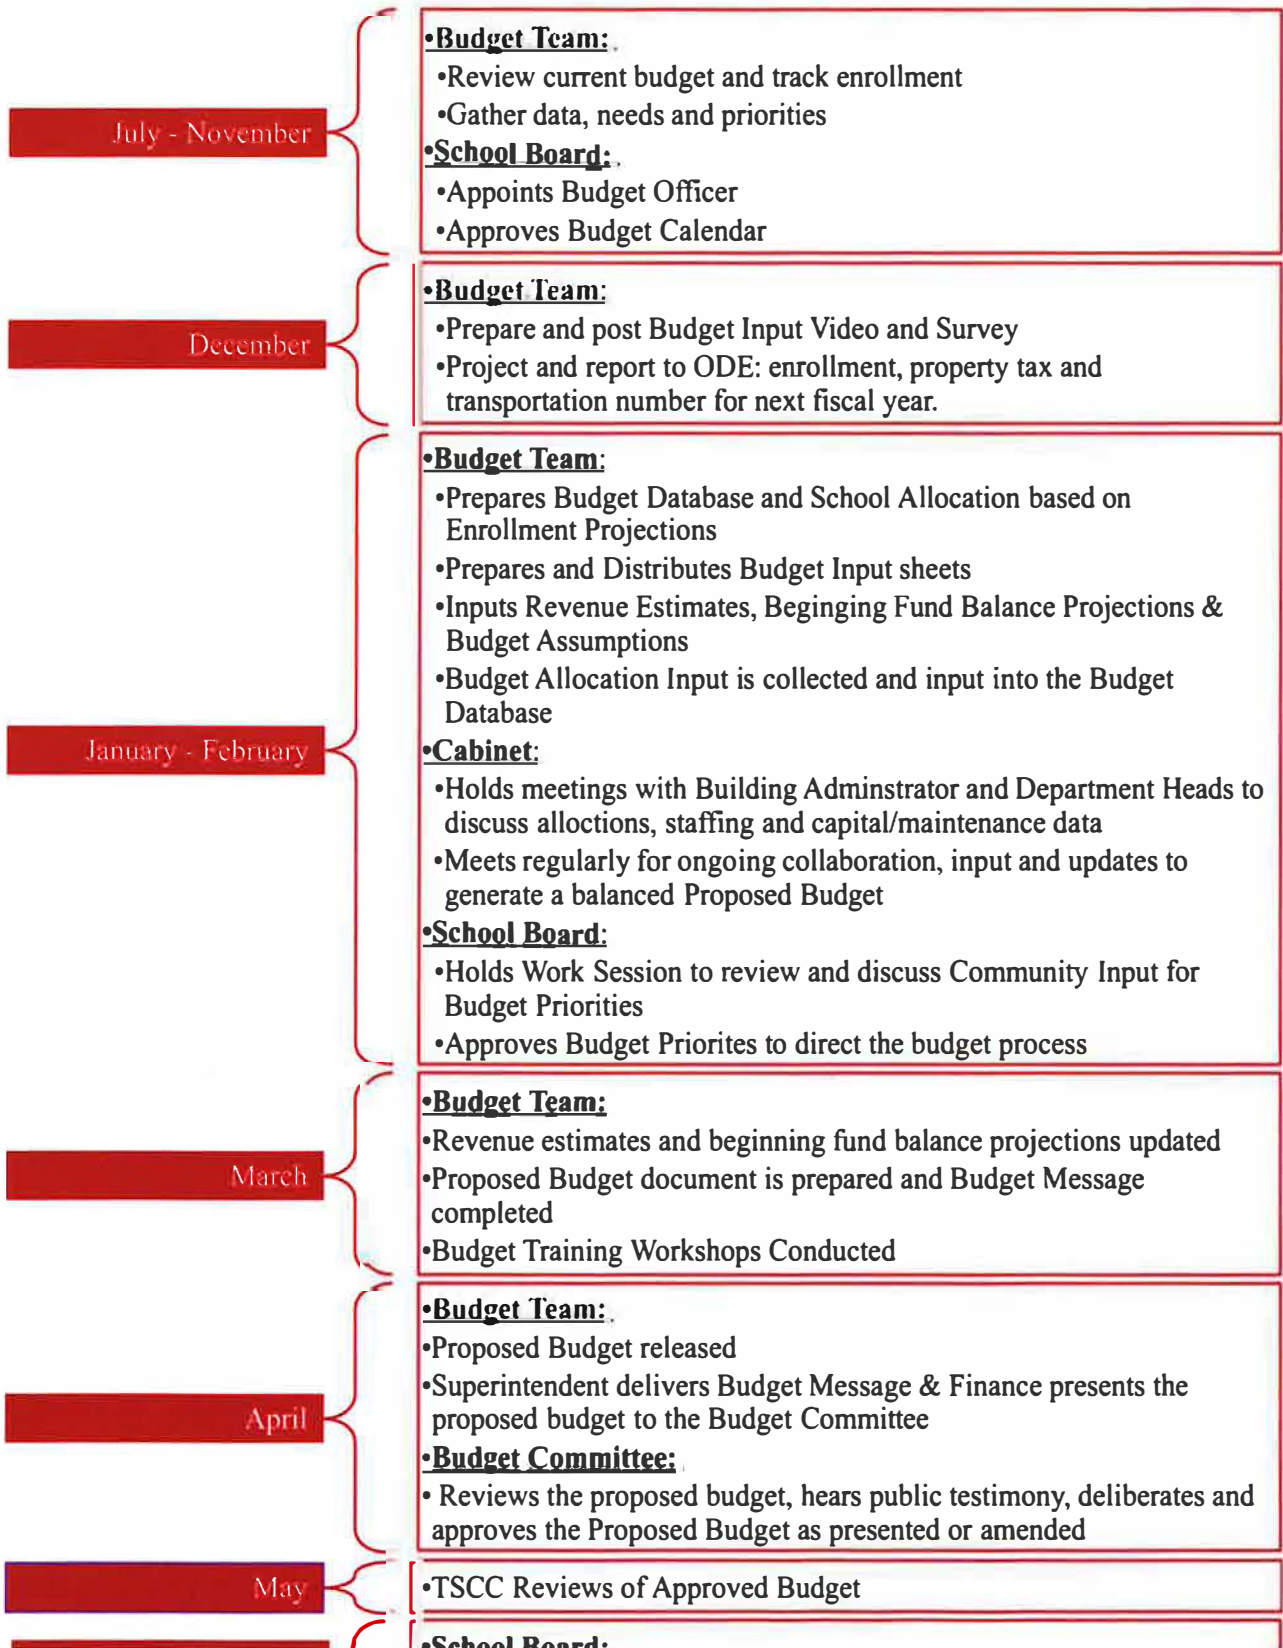 July - November
•Budget Team:
•Review current budget and track enrollment
•Gather data, needs and priorities
•School Board:
•Appoints Budget Officer
•Approves Budget Calendar
December
•Budget Team:
•Prepare and post Budget Input Video and Survey
•Project and report to ODE: enrollment, property tax and
transportation number for next fiscal year.
January - February
•Budget Team:
•Prepares Budget Database and School Allocation based on
Enrollment Projections
•Prepares and Distributes Budget Input sheets
•Inputs Revenue Estimates, Beginging Fund Balance Projections &
Budget Assumptions
•Budget Allocation Input is collected and input into the Budget
Database
•Cabinet:
•Holds meetings with Building Adminstrator and Department Heads to
discuss alloctions, staffing and capital/maintenance data
•Meets regularly for ongoing collaboration, input and updates to
generate a balanced Proposed Budget
•School Board:
•Holds Work Session to review and discuss Community Input for
Budget Priorities
•Approves Budget Priorites to direct the budget process
March
•Budget Team:
•Revenue estimates and beginning fund balance projections updated
•Proposed Budget document is prepared and Budget Message
completed
•Budget Training Workshops Conducted
April
•Budget Team:
•Proposed Budget released
•Superintendent delivers Budget Message & Finance presents the
proposed budget to the Budget Committee
•Budget Committee:
• Reviews the proposed budget, hears public testimony, deliberates and
approves the Proposed Budget as presented or amended
May
•TSCC Reviews of Approved Budget
•School Board: